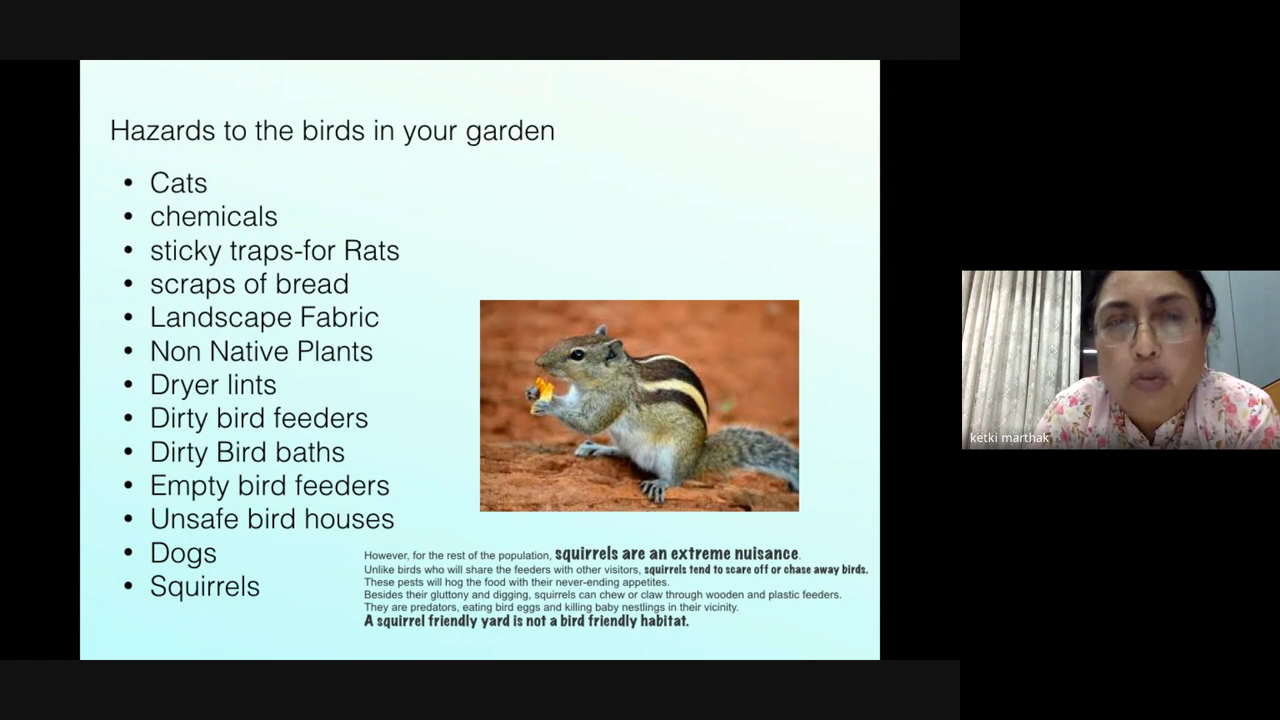 Hazards to the birds in your garden
• Cats
• chemicals
• sticky traps-for Rats
• scraps of bread
• Landscape Fabric
• Non Native Plants
• Dryer lints
• Dirty bird feeders
• Dirty Bird baths
• Empty bird feeders
• Unsafe bird houses
• Dogs
• Squirrels
However, for the rest of the population, squirrels are an extreme nuisance.
Unlike birds who will share the feeders with other visitors, squirrels tend to scare off or chase away birds.
These pests will hog the food with their never-ending appetites.
Besides their gluttony and digging, squirrels can chew or claw through wooden and plastic feeders.
They are predators, eating bird eggs and killing baby nestlings in their vicinity.
A squirrel friendly yard is not a bird friendly habitat.
ketki marthak